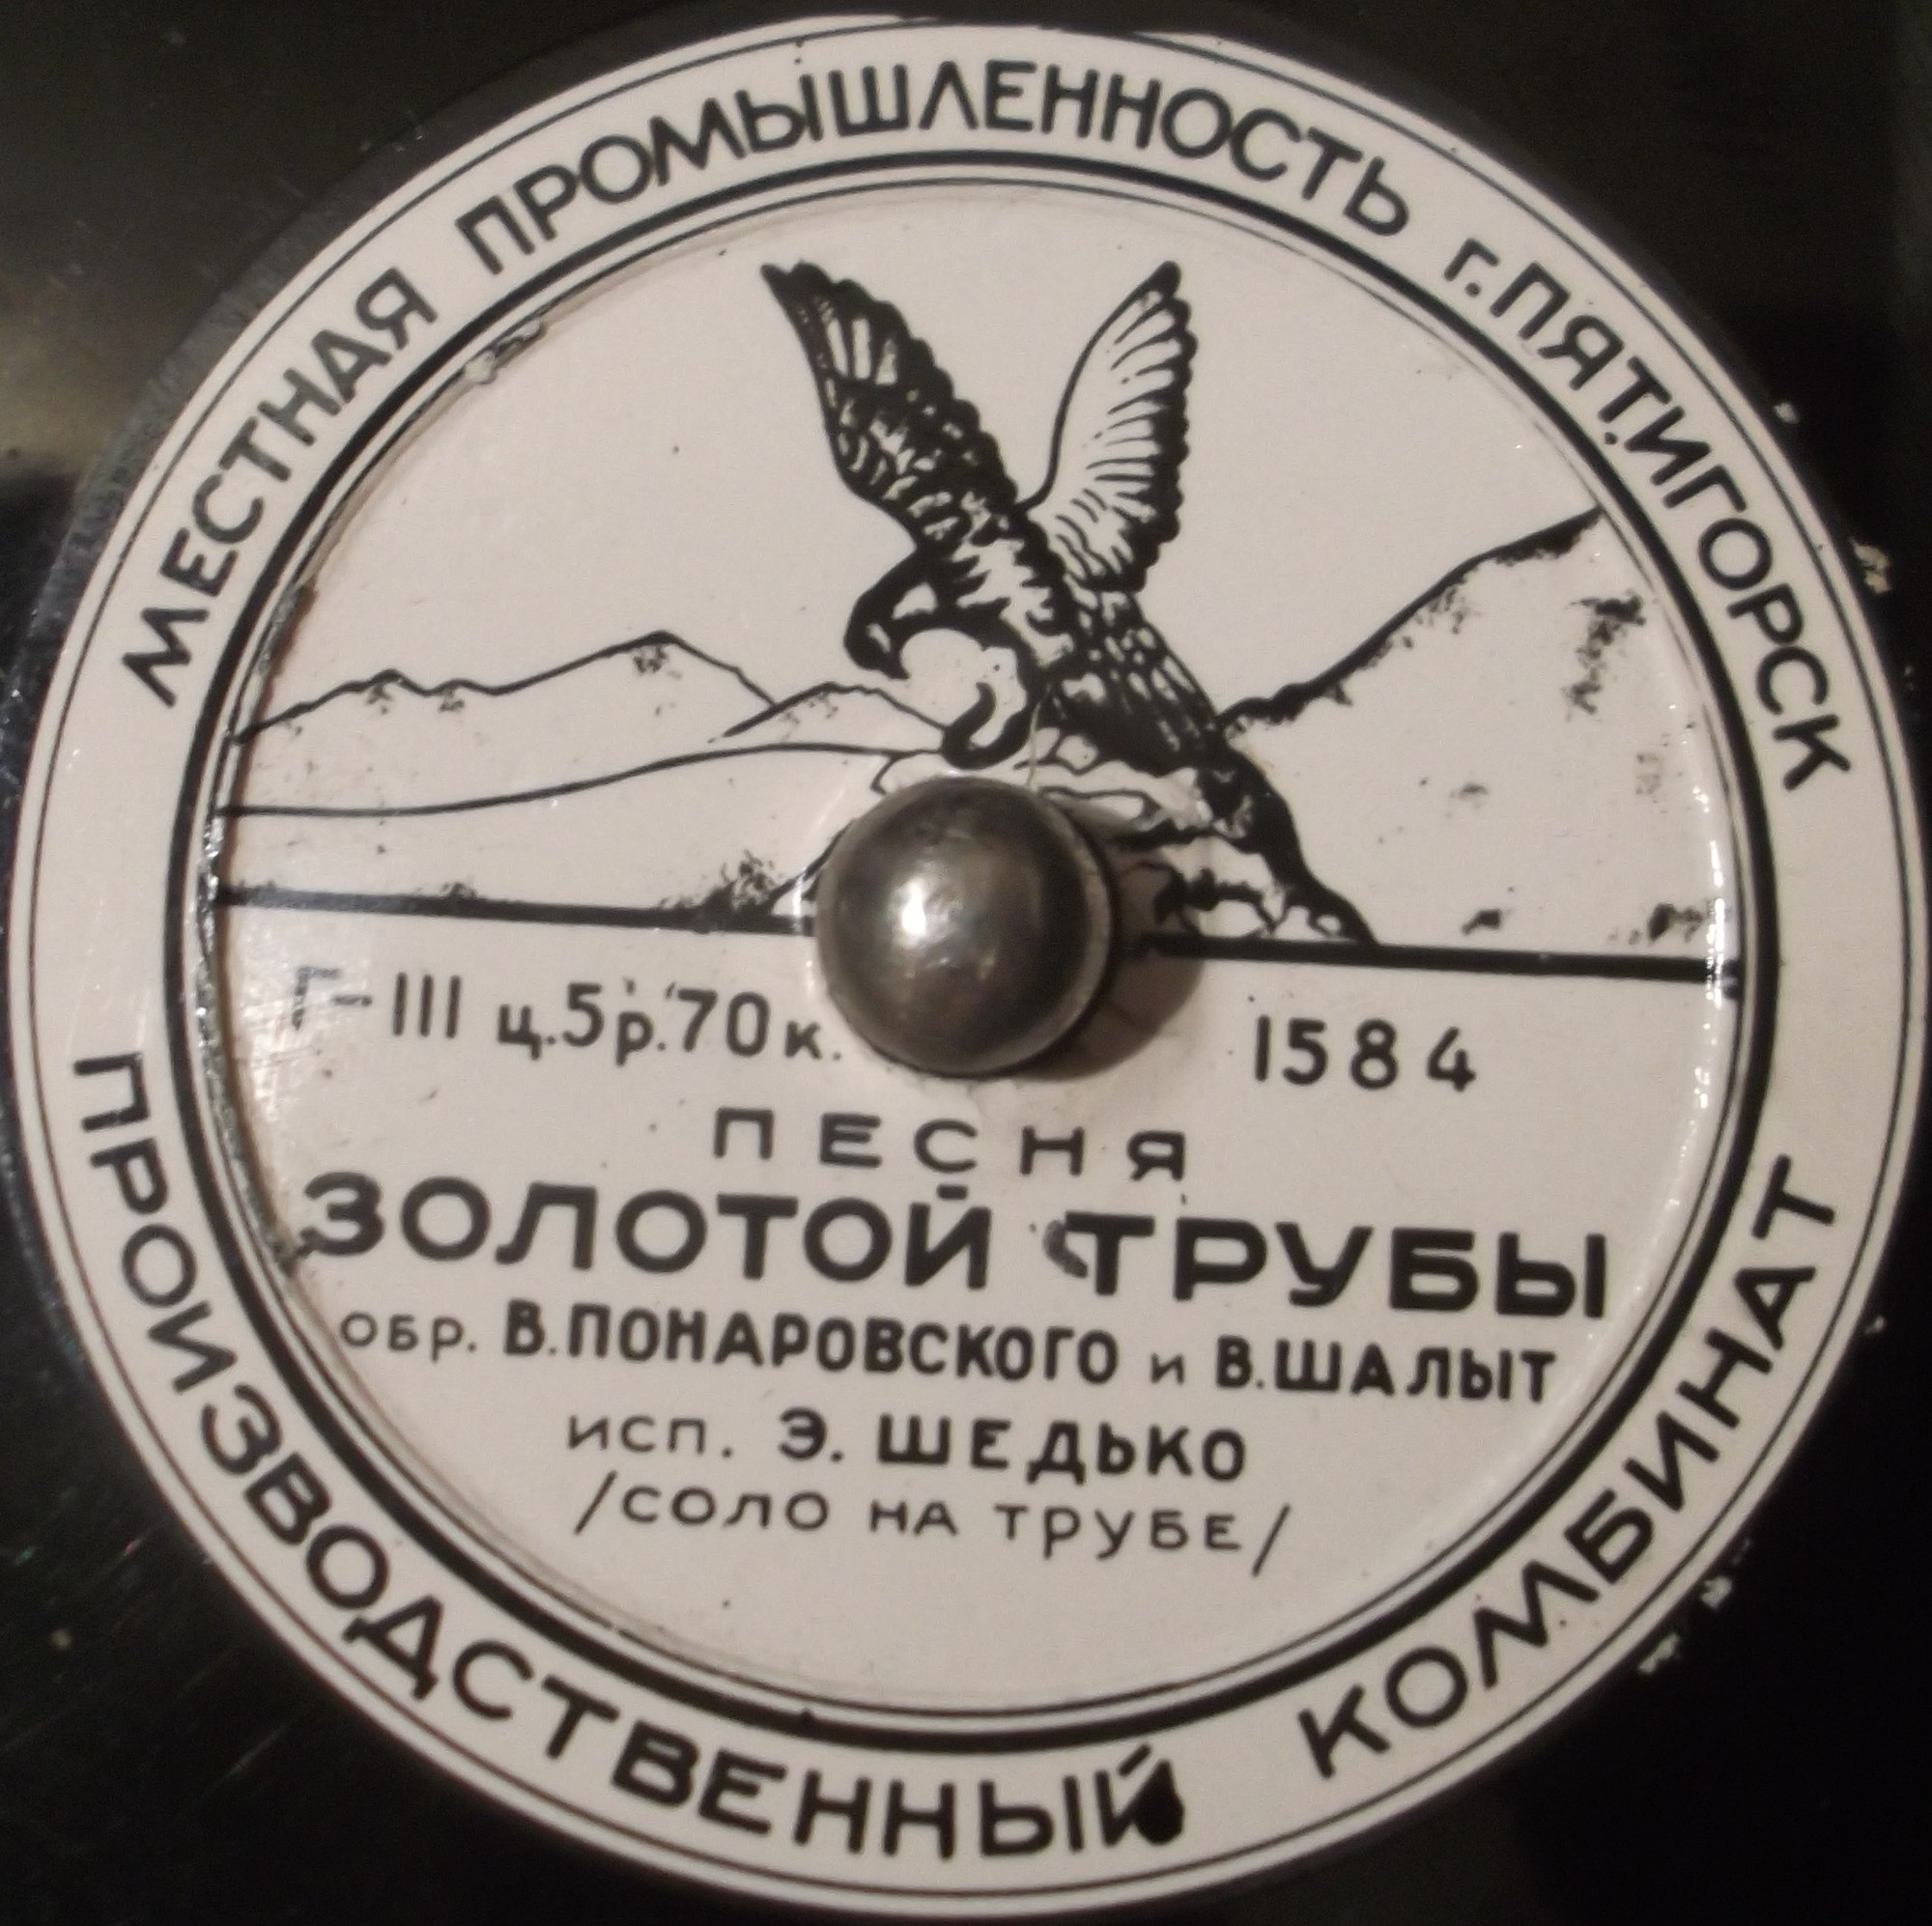 МЕСТНАЯ ПРОМЫШЛЕННОСТЬ г. ПЯТИГОРСК
Г-III ц.5р.70к. 1584
ПЕСНЯ
ЗОЛОТОЙ ТРУБЫ
ОБР. В.ПОНАРОВСКОГО и В.ШАЛЫТ
ИСП. Э. ШЕДЬКО
/СОЛО НА ТРУБЕ/
ПРОИЗВОДСТВЕННЫЙ КОМБИНАТ